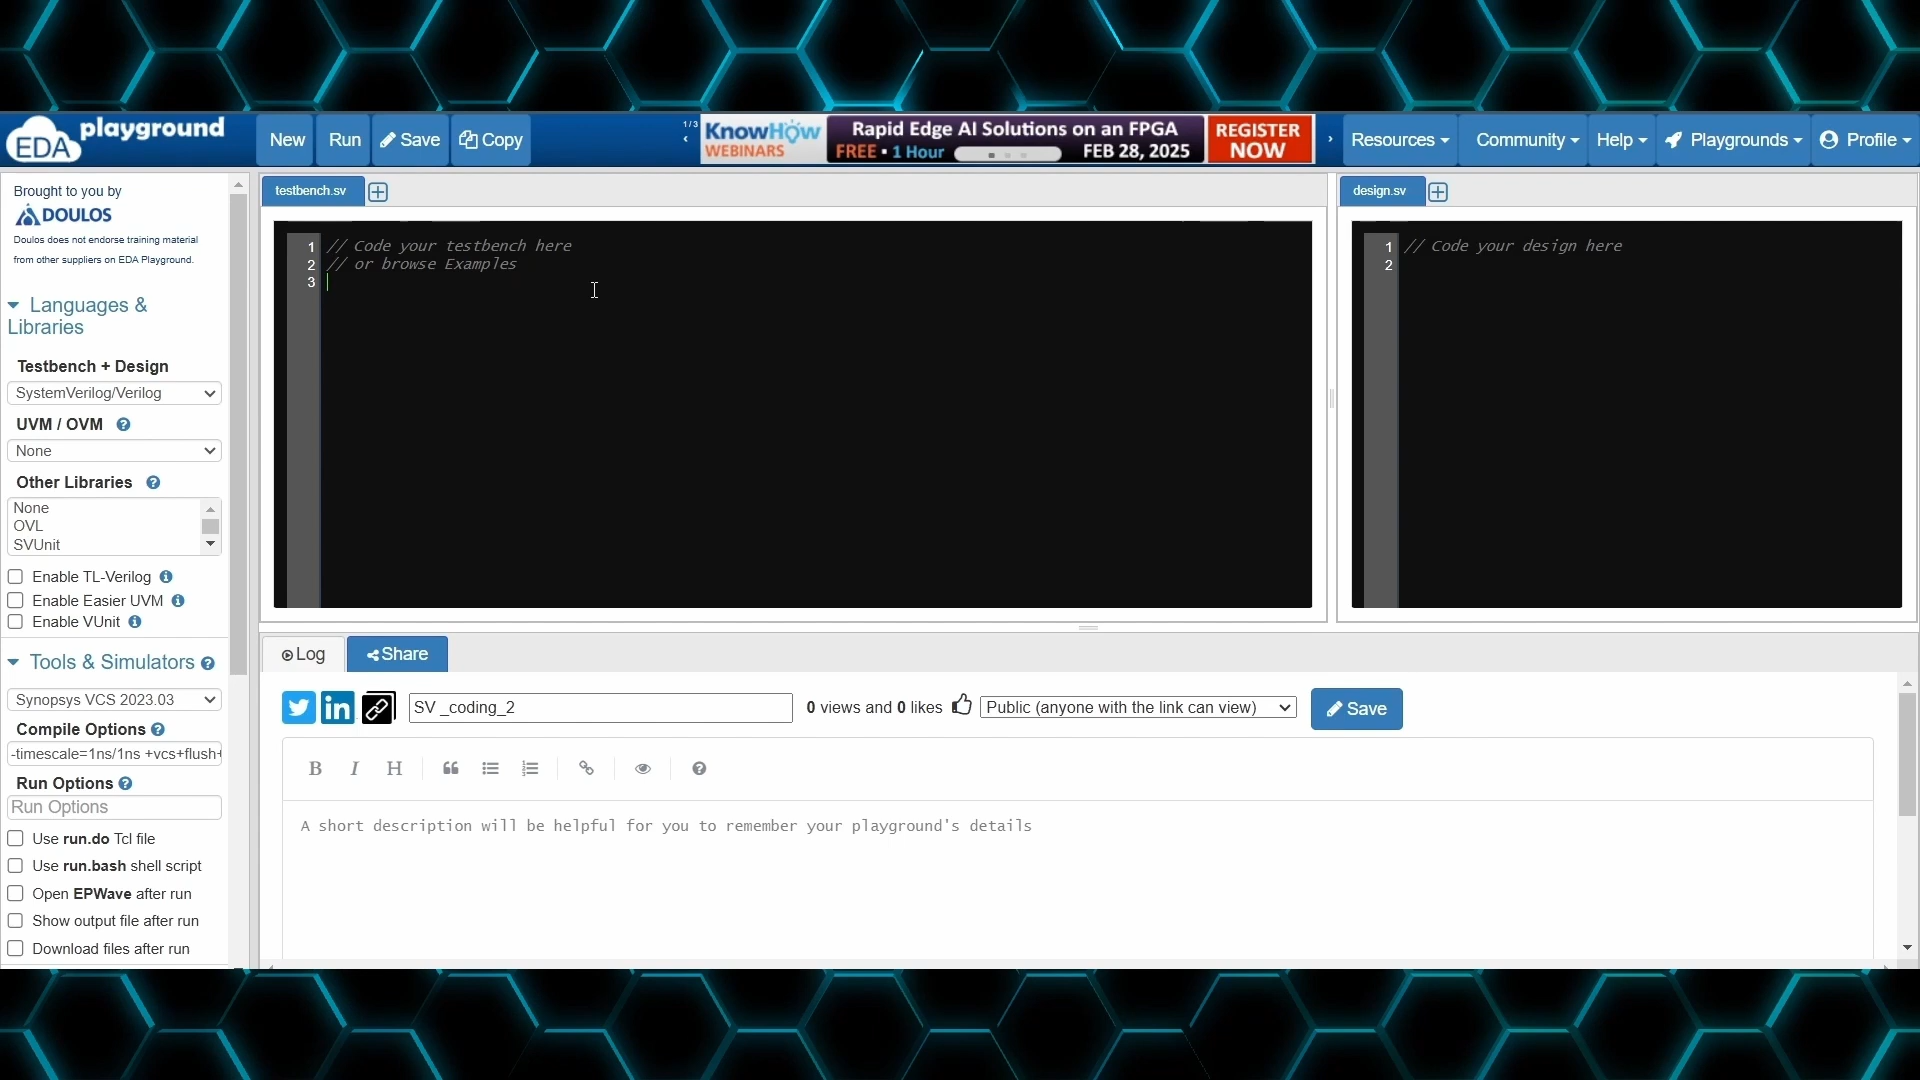 EDA playground
New
Run
Save
Copy
1/3
KnowHow
WEBINARS
Rapid Edge AI Solutions on an FPGA
FREE • 1 Hour
FEB 28, 2025
REGISTER
NOW
Resources
Community
Help
Playgrounds
Profile
Brought to you by
DOULOS
Doulos does not endorse training material
from other suppliers on EDA Playground.
Languages &
Libraries
Testbench + Design
SystemVerilog/Verilog
UVM / OVM
None
Other Libraries
None
OVL
SVUnit
Enable TL-Verilog
Enable Easier UVM
Enable VUnit
Tools & Simulators
Synopsys VCS 2023.03
Compile Options
-timescale=1ns/1ns +vcs+flush+
Run Options
Run Options
Use run.do Tcl file
Use run.bash shell script
Open EPWave after run
Show output file after run
Download files after run
testbench.sv
1 // Code your testbench here
2 // or browse Examples
3
design.sv
1 // Code your design here
2
Log
Share
SV _coding_2
0 views and 0 likes
Public (anyone with the link can view)
Save
B I H
A short description will be helpful for you to remember your playground's details